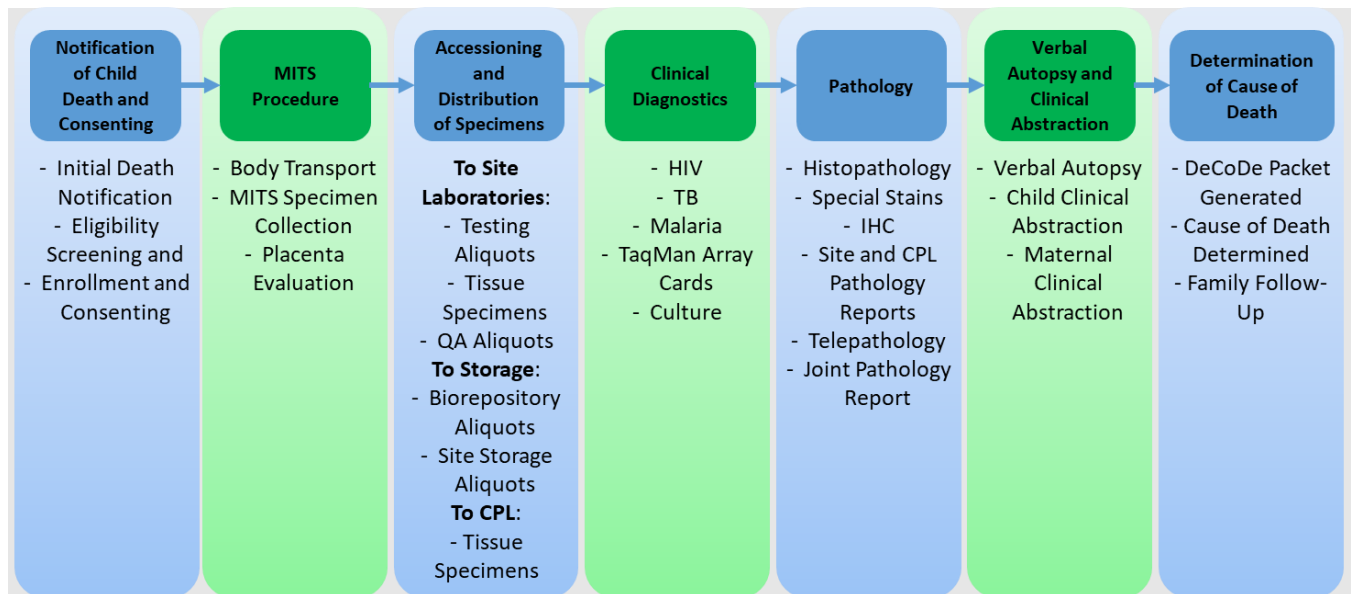 Notification
of Child
Death and
Consenting
- Initial Death
Notification
- Eligibility
Screening and
- Enrollment and
Consenting
MITS
Procedure
- Body Transport
- MITS Specimen
Collection
- Placenta
Evaluation
Accessioning
and
Distribution
of Specimens
To Site
Laboratories:
- Testing
Aliquots
- Tissue
Specimens
- QA Aliquots
To Storage:
- Biorepository
Aliquots
- Site Storage
Aliquots
To CPL:
- Tissue
Specimens
Clinical
Diagnostics
- HIV
- TB
- Malaria
- TaqMan Array
Cards
- Culture
Pathology
- Histopathology
- Special Stains
- IHC
- Site and CPL
Pathology
Reports
- Telepathology
- Joint Pathology
Report
Verbal
Autopsy and
Clinical
Abstraction
- Verbal Autopsy
- Child Clinical
Abstraction
- Maternal
Clinical
Abstraction
Determination
of Cause of
Death
- DeCoDe Packet
Generated
- Cause of Death
Determined
- Family Follow-
Up